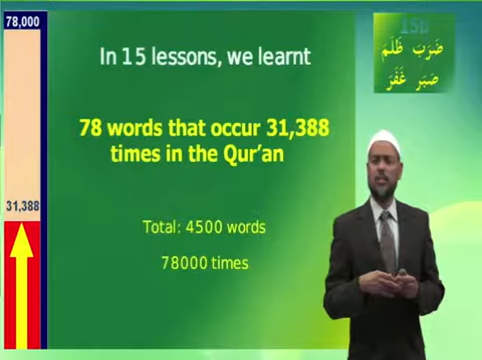 78,000
In 15 lessons, we learnt
15B
ضَرَبَ ظَلَمَ
صَبَرَ غَفَرَ
78 words that occur 31,388
times in the Qur'an
31,388
Total: 4500 words
78000 times